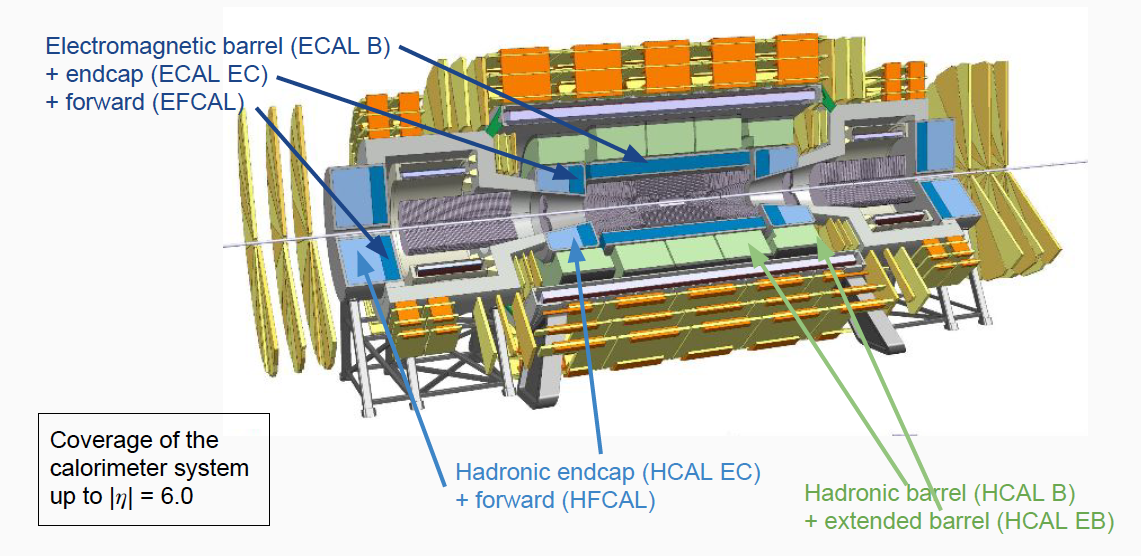 Electromagnetic barrel (ECAL B)
+ endcap (ECAL EC)
+ forward (EFCAL)
Coverage of the
calorimeter system
up to |η| = 6.0
Hadronic endcap (HCAL EC)
+ forward (HFCAL)
Hadronic barrel (HCAL B)
+ extended barrel (HCAL EB)